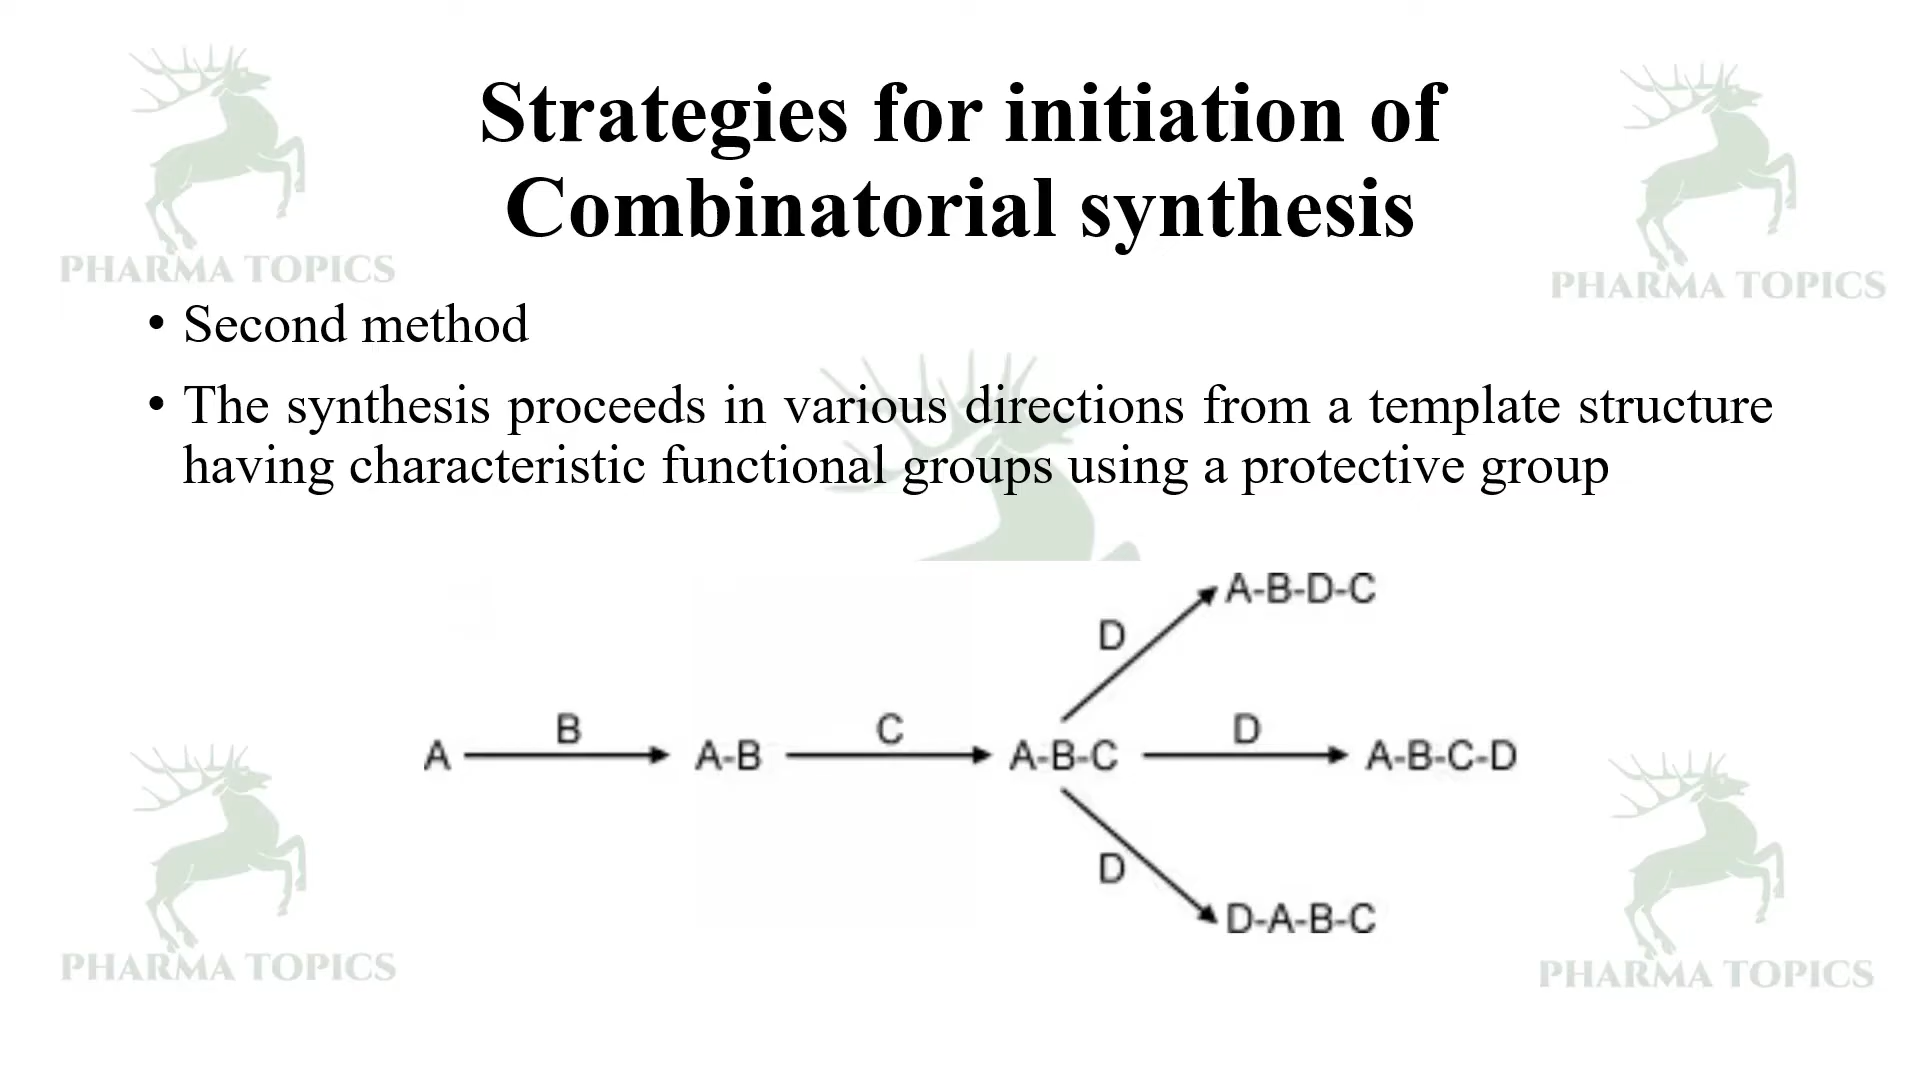 Strategies for initiation of
Combinatorial synthesis
PHARMA TOPICS
PHARMA TOPICS
• Second method
• The synthesis proceeds in various directions from a template structure
having characteristic functional groups using a protective group
A-B-D-C
D
B
C
D
A
A-B
A-B-C
A-B-C-D
D
D-A-B-C
PHARMA TOPICS
PHARMA TOPICS